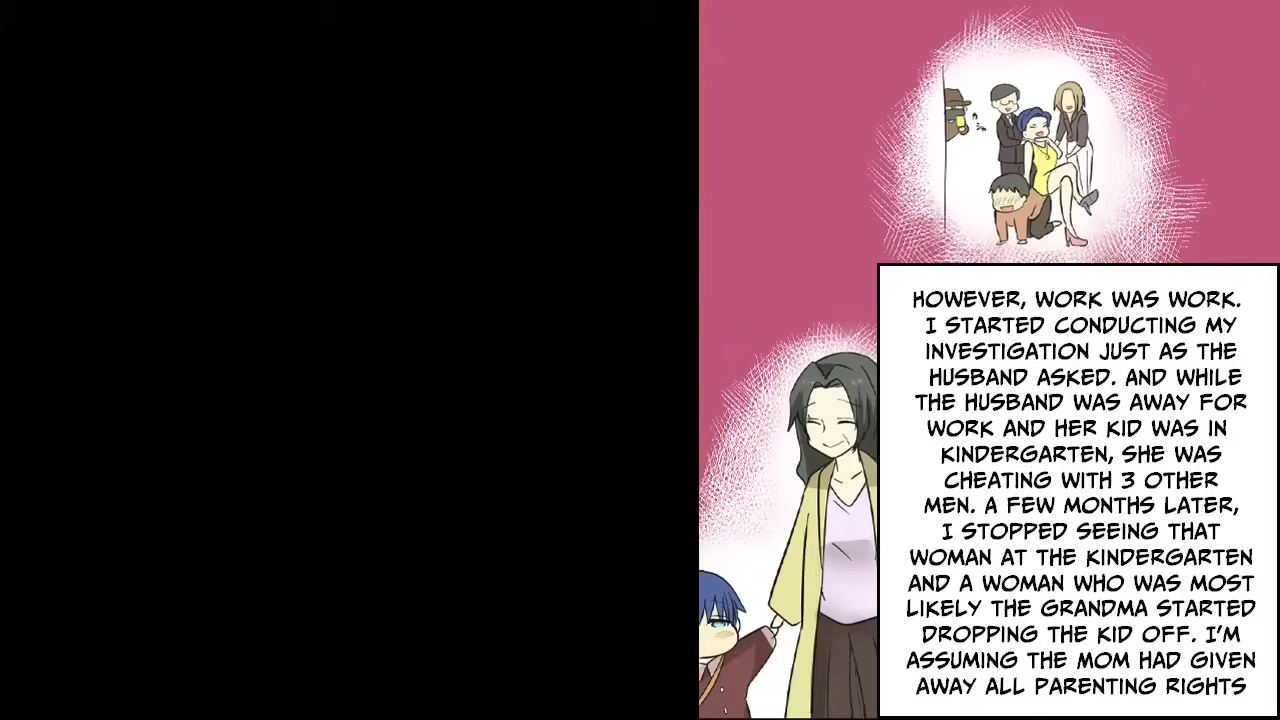 HOWEVER, WORK WAS WORK.
I STARTED CONDUCTING MY
INVESTIGATION JUST AS THE
HUSBAND ASKED. AND WHILE
THE HUSBAND WAS AWAY FOR
WORK AND HER KID WAS IN
KINDERGARTEN, SHE WAS
CHEATING WITH 3 OTHER
MEN. A FEW MONTHS LATER,
I STOPPED SEEING THAT
WOMAN AT THE KINDERGARTEN
AND A WOMAN WHO WAS MOST
LIKELY THE GRANDMA STARTED
DROPPING THE KID OFF. I'M
ASSUMING THE MOM HAD GIVEN
AWAY ALL PARENTING RIGHTS